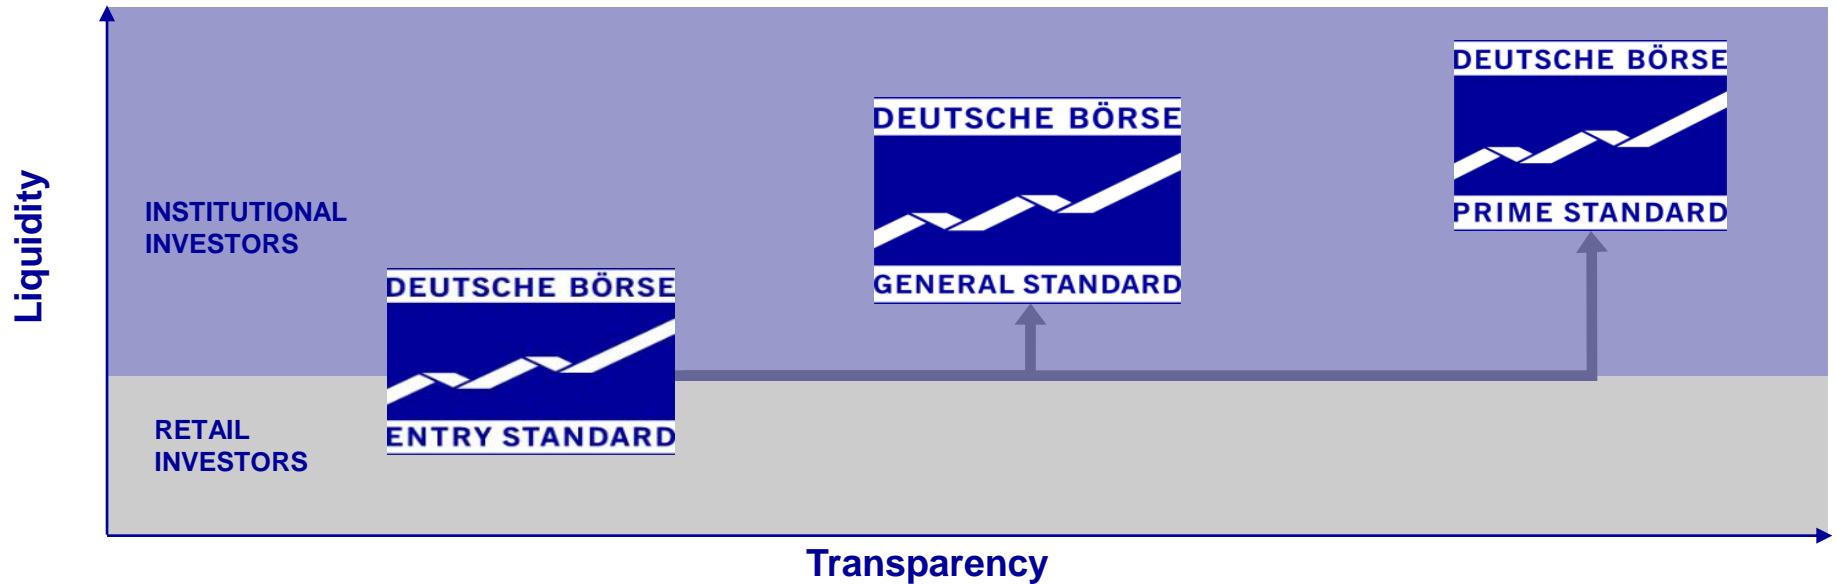 DEUTSCHE BÖRSE
PRIME STANDARD
DEUTSCHE BÖRSE
GENERAL STANDARD
Liquidity
INSTITUTIONAL
INVESTORS
DEUTSCHE BÖRSE
ENTRY STANDARD
RETAIL
INVESTORS
Transparency